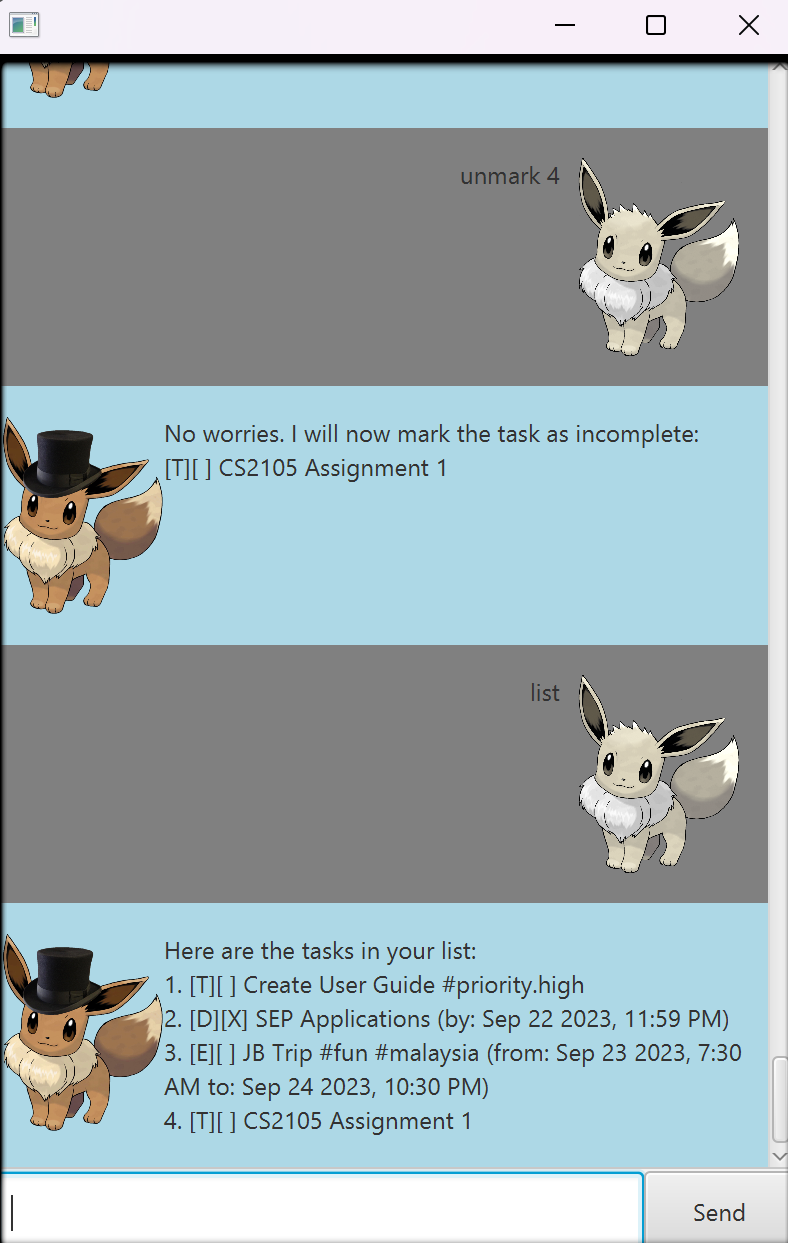 unmark 4
No worries. I will now mark the task as incomplete:
[T][ ] CS2105 Assignment 1
list
Here are the tasks in your list:
1. [T][ ] Create User Guide #priority.high
2. [D][X] SEP Applications (by: Sep 22 2023, 11:59 PM)
3. [E][ ] JB Trip #fun #malaysia (from: Sep 23 2023, 7:30
AM to: Sep 24 2023, 10:30 PM)
4. [T][ ] CS2105 Assignment 1
Send